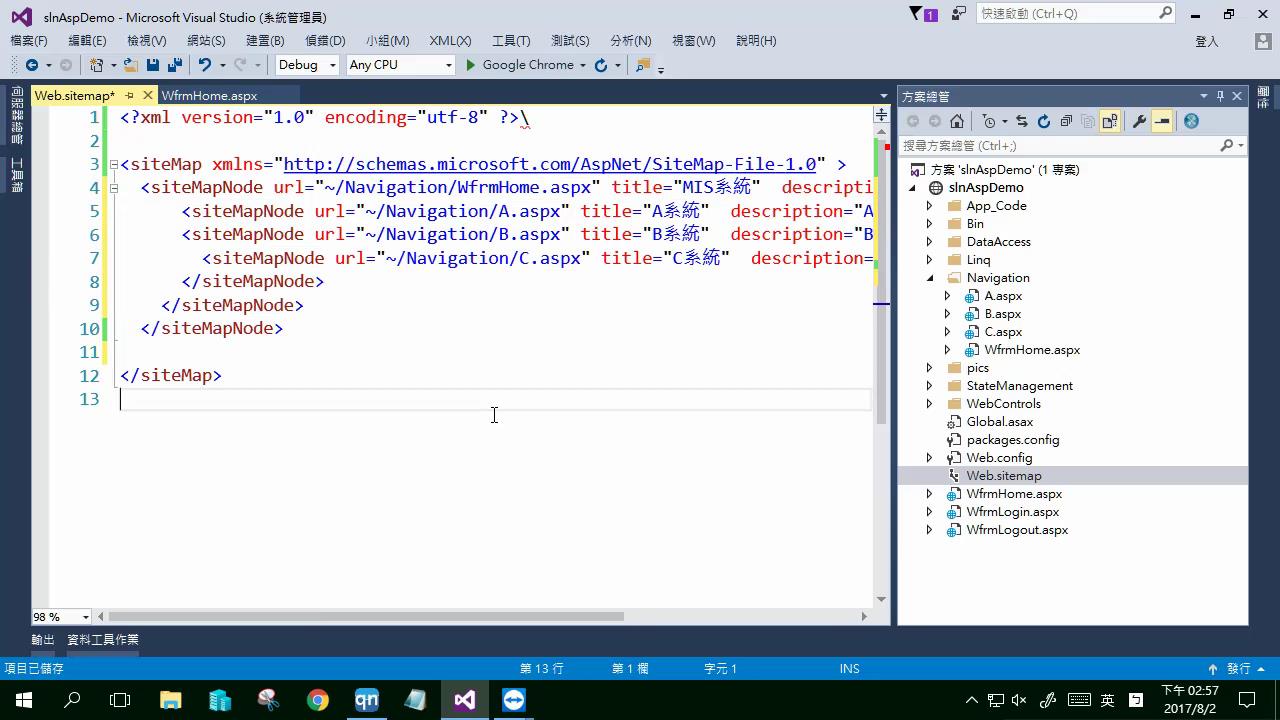 slnAspDemo - Microsoft Visual Studio (系統管理員)
1
快速啟動 (Ctrl+Q)
檔案(F) 編輯(E) 檢視(V) 網站(S) 建置(B) 偵錯(D) 小組(M) XML(X) 工具(T) 測試(S) 分析(N) 視窗(W) 說明(H)
登入
Debug Any CPU Google Chrome
伺服器總管
工具箱
Web.sitemap* WfrmHome.aspx
1 <?xml version="1.0" encoding="utf-8" ?>\
2
3 <siteMap xmlns="http://schemas.microsoft.com/AspNet/SiteMap-File-1.0" >
4 <siteMapNode url="~/Navigation/WfrmHome.aspx" title="MIS系統" descripti
5 <siteMapNode url="~/Navigation/A.aspx" title="A系統" description="A
6 <siteMapNode url="~/Navigation/B.aspx" title="B系統" description="B
7 <siteMapNode url="~/Navigation/C.aspx" title="C系統" description=
8 </siteMapNode>
9 </siteMapNode>
10 </siteMapNode>
11
12 </siteMap>
13
98 %
方案總管
搜尋方案總管 (Ctrl+;)
方案 'slnAspDemo' (1 專案)
slnAspDemo
App_Code
Bin
DataAccess
Linq
Navigation
A.aspx
B.aspx
C.aspx
WfrmHome.aspx
pics
StateManagement
WebControls
Global.asax
packages.config
Web.config
Web.sitemap
WfrmHome.aspx
WfrmLogin.aspx
WfrmLogout.aspx
輸出 資料工具作業
項目已儲存 第 13 行 第 1 欄 字元 1 INS 發行
qn
英
下午 02:57
2017/8/2